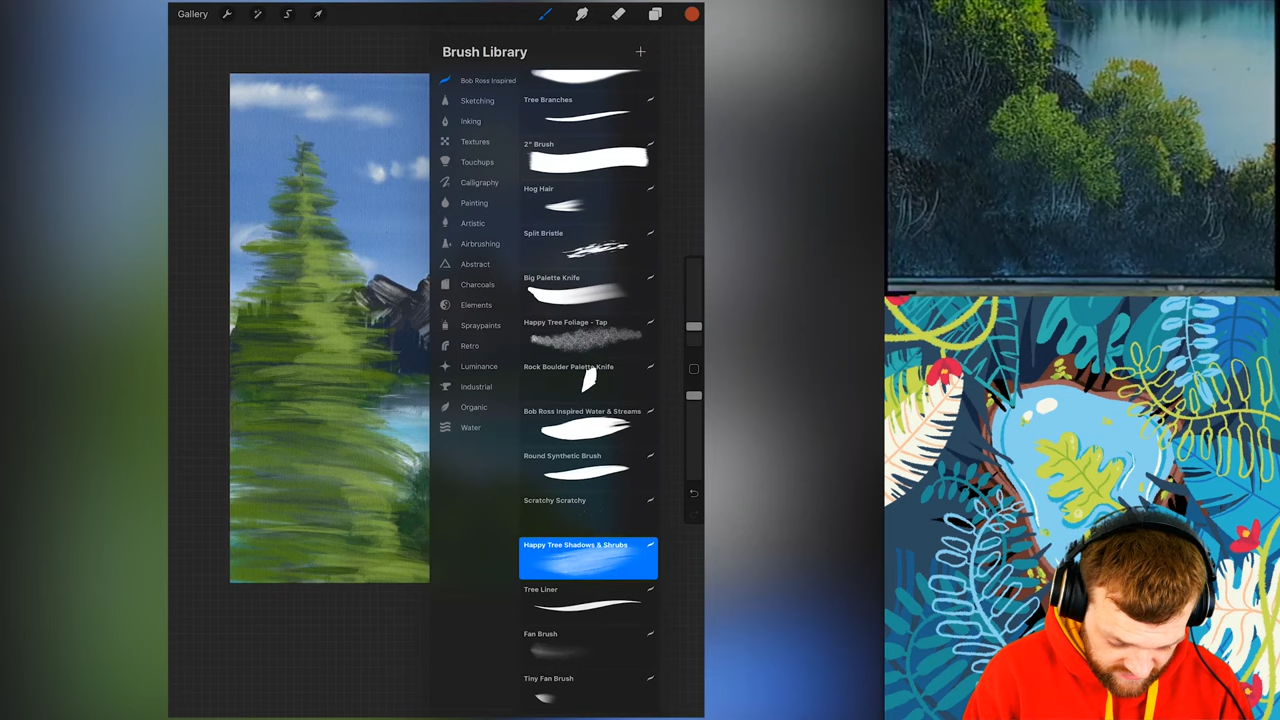 Gallery
Brush Library
Bob Ross Inspired
Sketching
Inking
Textures
Touchups
Calligraphy
Painting
Artistic
Airbrushing
Abstract
Charcoals
Elements
Spraypaints
Retro
Luminance
Industrial
Organic
Water
Tree Branches
2" Brush
Hog Hair
Split Bristle
Big Palette Knife
Happy Tree Foliage - Tap
Rock Boulder Palette Knife
Bob Ross Inspired Water & Streams
Round Synthetic Brush
Scratchy Scratchy
Happy Tree Shadows & Shrubs
Tree Liner
Fan Brush
Tiny Fan Brush